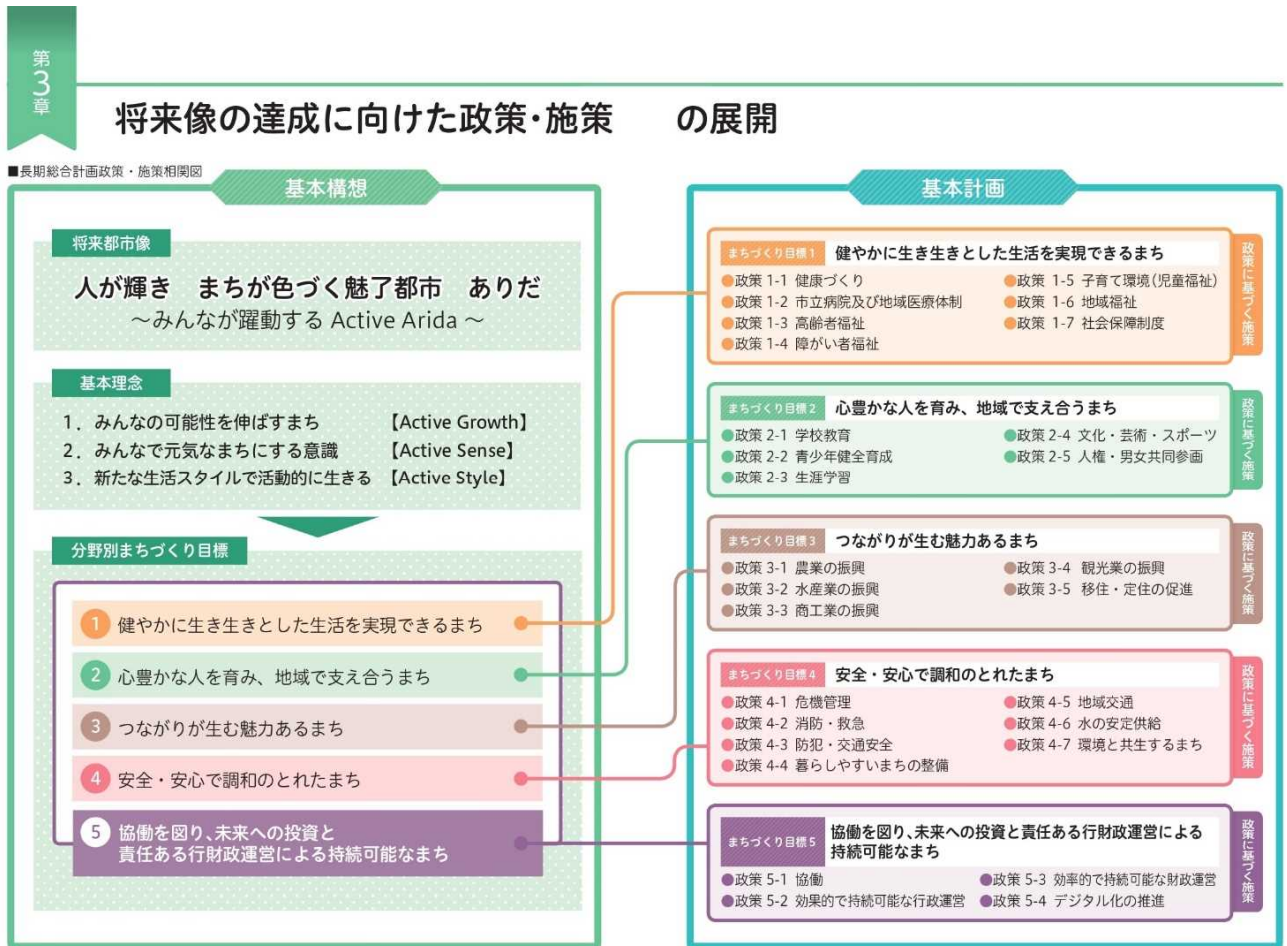 第3章
将来像の達成に向けた政策・施策　の展開
■長期総合計画政策・施策相関図
基本構想
将来都市像
人が輝き　まちが色づく魅了都市　ありだ
～みんなが躍動する Active Arida ～
基本理念
1．みんなの可能性を伸ばすまち　【Active Growth】
2．みんなで元気なまちにする意識　【Active Sense】
3．新たな生活スタイルで活動的に生きる　【Active Style】
分野別まちづくり目標
1 健やかに生き生きとした生活を実現できるまち
2 心豊かな人を育み、地域で支え合うまち
3 つながりが生む魅力あるまち
4 安全・安心で調和のとれたまち
5 協働を図り、未来への投資と
責任ある行財政運営による持続可能なまち
基本計画
まちづくり目標1 健やかに生き生きとした生活を実現できるまち
●政策 1-1 健康づくり
●政策 1-2 市立病院及び地域医療体制
●政策 1-3 高齢者福祉
●政策 1-4 障がい者福祉
●政策 1-5 子育て環境(児童福祉)
●政策 1-6 地域福祉
●政策 1-7 社会保障制度
政策に基づく施策
まちづくり目標2 心豊かな人を育み、地域で支え合うまち
●政策 2-1 学校教育
●政策 2-2 青少年健全育成
●政策 2-3 生涯学習
●政策 2-4 文化・芸術・スポーツ
●政策 2-5 人権・男女共同参画
政策に基づく施策
まちづくり目標3 つながりが生む魅力あるまち
●政策 3-1 農業の振興
●政策 3-2 水産業の振興
●政策 3-3 商工業の振興
●政策 3-4 観光業の振興
●政策 3-5 移住・定住の促進
政策に基づく施策
まちづくり目標4 安全・安心で調和のとれたまち
●政策 4-1 危機管理
●政策 4-2 消防・救急
●政策 4-3 防犯・交通安全
●政策 4-4 暮らしやすいまちの整備
●政策 4-5 地域交通
●政策 4-6 水の安定供給
●政策 4-7 環境と共生するまち
政策に基づく施策
まちづくり目標5 協働を図り、未来への投資と責任ある行財政運営による
持続可能なまち
●政策 5-1 協働
●政策 5-2 効果的で持続可能な行政運営
●政策 5-3 効率的で持続可能な財政運営
●政策 5-4 デジタル化の推進
政策に基づく施策